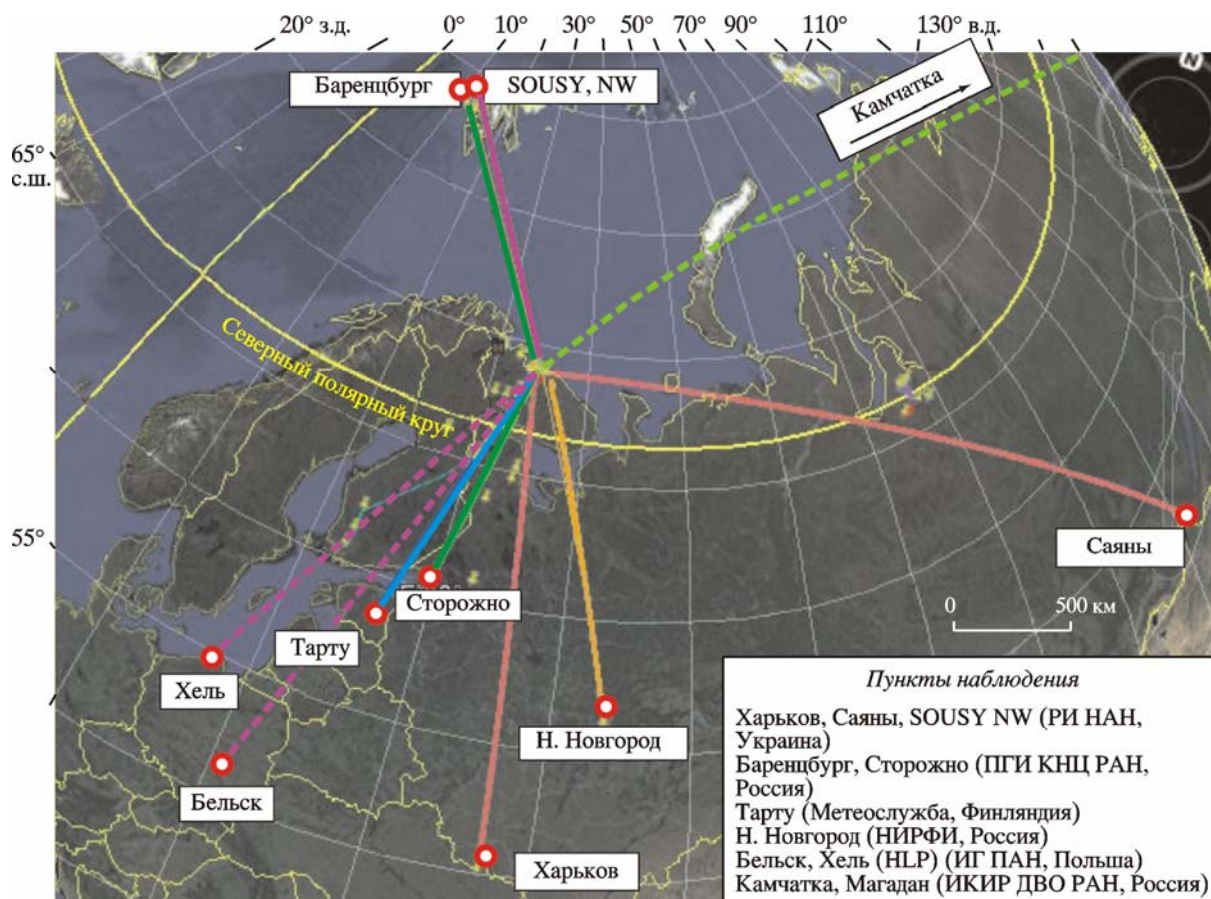 20° з.д.
0°
10°
30°
50°
70°
90°
110°
130° в.д.
N
Баренцбург
SOUSY, NW
Камчатка
65°
с.ш.
Северный полярный круг
55°
Саяны
Сторожно
0
500 км
Тарту
Хель
Н. Новгород
Бельск
Харьков
Пункты наблюдения
Харьков, Саяны, SOUSY NW (РИ НАН,
Украина)
Баренцбург, Сторожно (ПГИ КНЦ РАН,
Россия)
Тарту (Метеослужба, Финляндия)
Н. Новгород (НИРФИ, Россия)
Бельск, Хель (HLP) (ИГ ПАН, Польша)
Камчатка, Магадан (ИКИР ДВО РАН, Россия)